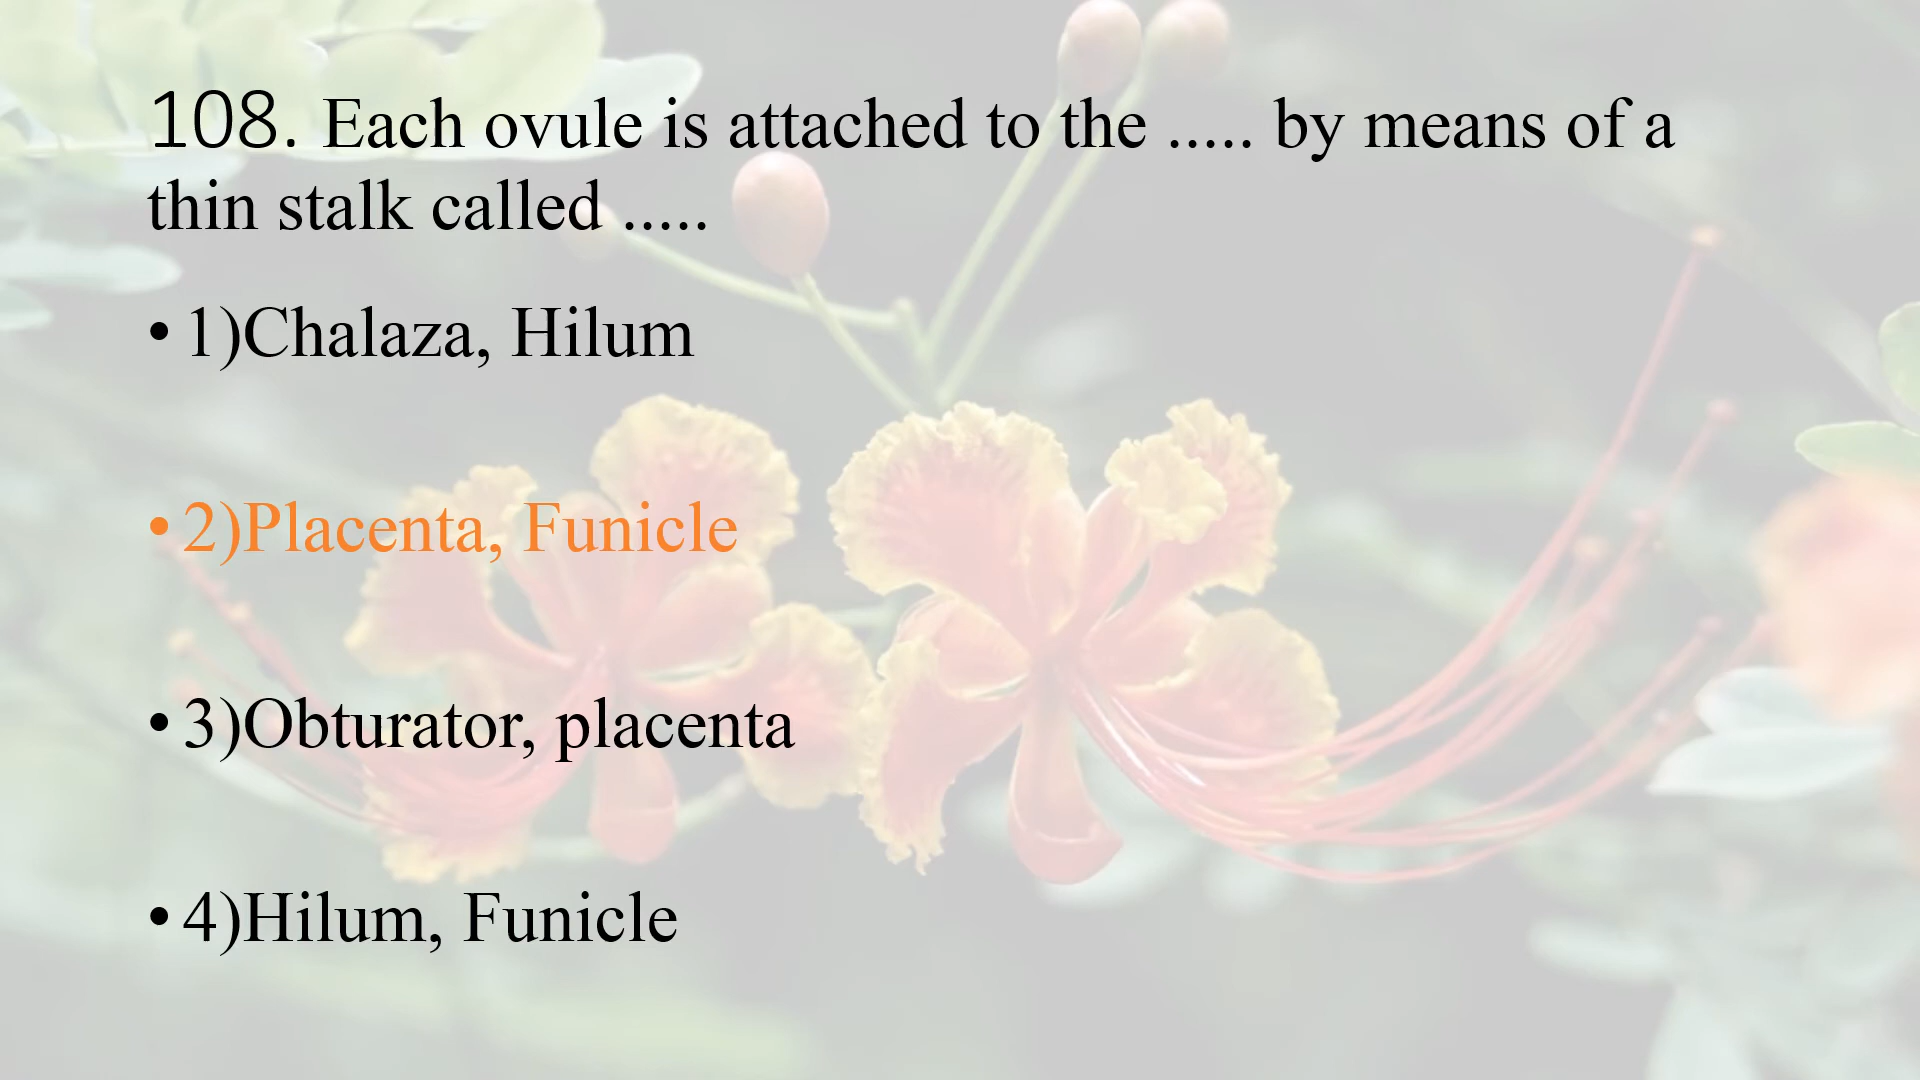 108. Each ovule is attached to the ..... by means of a
thin stalk called .....
• 1)Chalaza, Hilum
• 2)Placenta, Funicle
• 3)Obturator, placenta
• 4)Hilum, Funicle